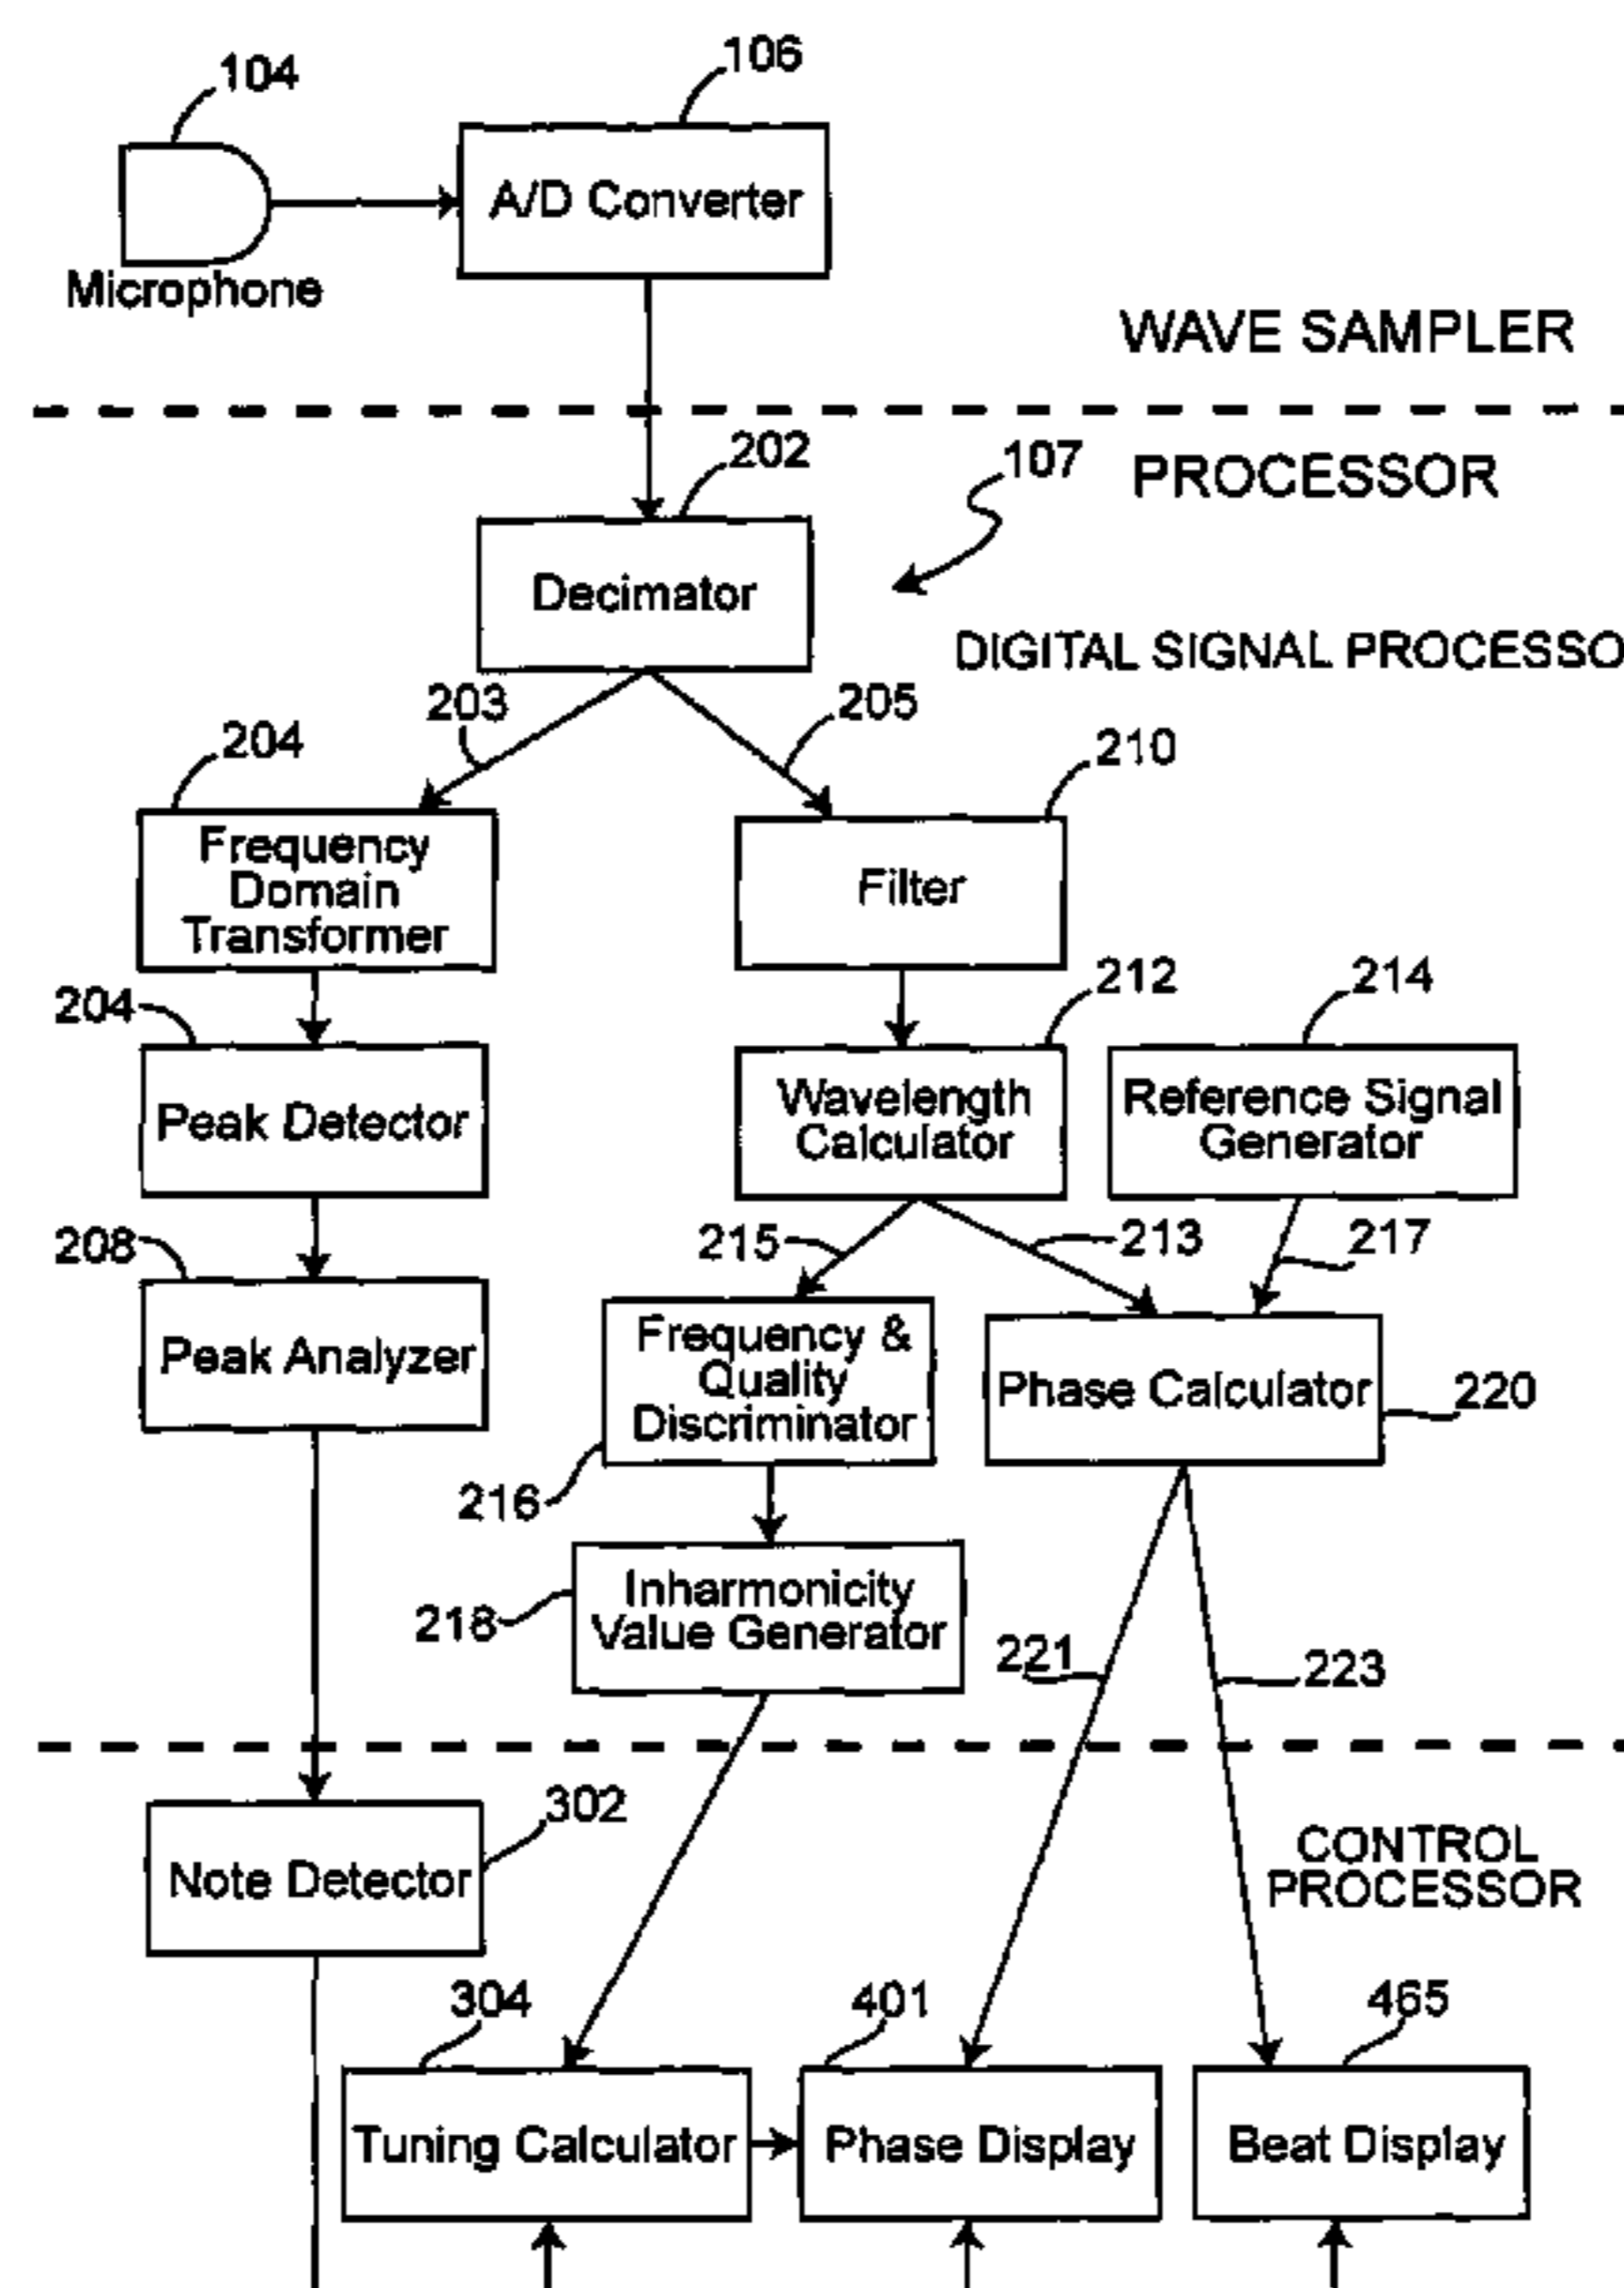 104
106
A/D Converter
Microphone
WAVE SAMPLER
202
107
PROCESSOR
Decimator
DIGITAL SIGNAL PROCESSO
203
205
204
210
Frequency
Domain
Transformer
Filter
204
212
214
Peak Detector
Wavelength
Calculator
Reference Signal
Generator
208
215
213
217
Peak Analyzer
Frequency &
Quality
Discriminator
Phase Calculator
220
216
Inharmonicity
Value Generator
218
221
223
302
Note Detector
CONTROL
PROCESSOR
304
401
465
Tuning Calculator
Phase Display
Beat Display